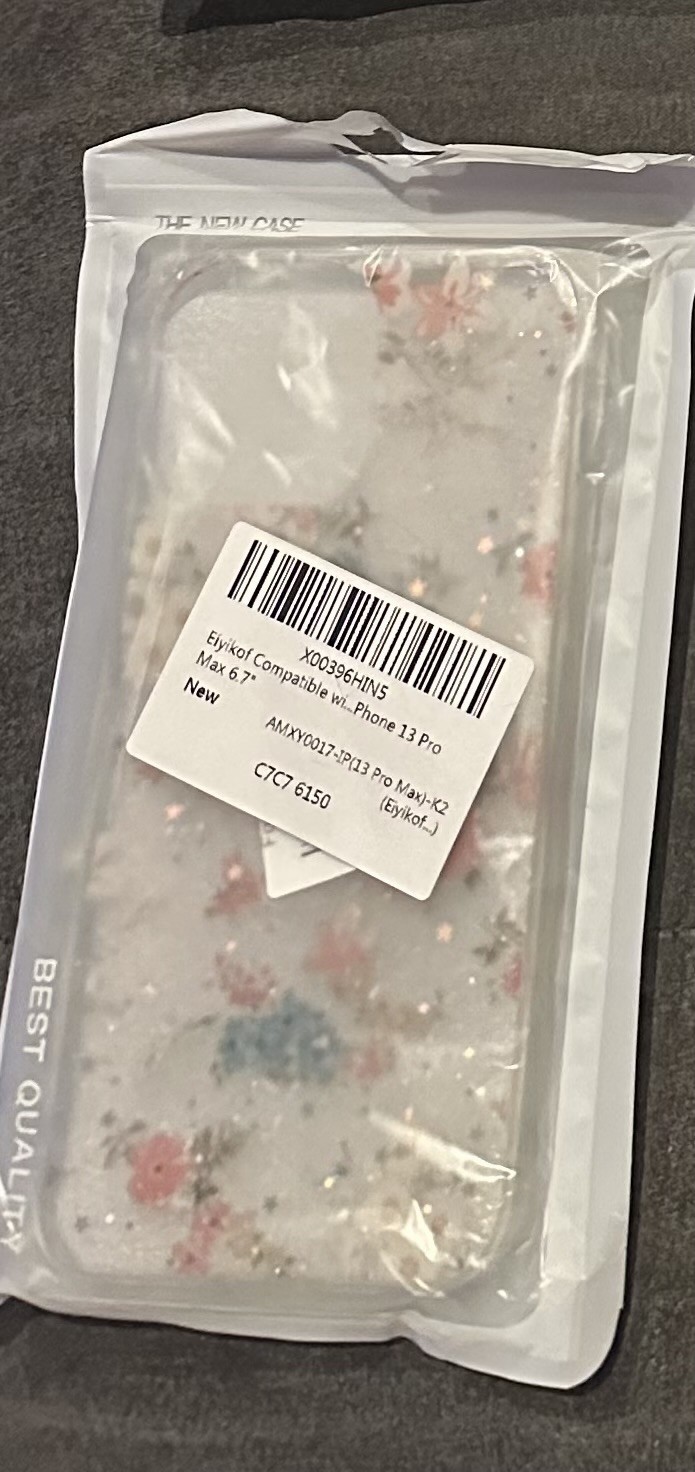 THE NEW CASE
X00396HIN5
Eiyikof Compatible wi...Phone 13 Pro
Max 6.7"
New
AMXY0017-IP(13 Pro Max)-K2
(Eiyikof...)
C7C7 6150
BEST QUALITY